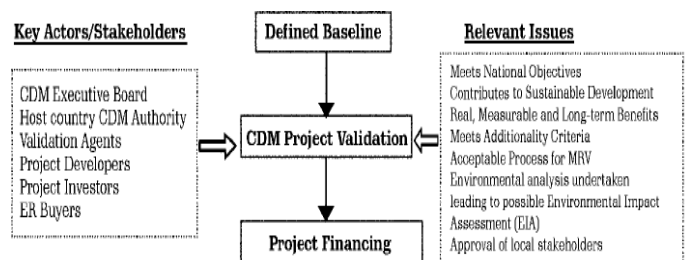 Key Actors/Stakeholders
CDM Executive Board
Host country CDM Authority
Validation Agents
Project Developers
Project Investors
ER Buyers
Defined Baseline
CDM Project Validation
Project Financing
Relevant Issues
Meets National Objectives
Contributes to Sustainable Development
Real, Measurable and Long-term Benefits
Meets Additionality Criteria
Acceptable Process for MRV
Environmental analysis undertaken
leading to possible Environmental Impact
Assessment (EIA)
Approval of local stakeholders